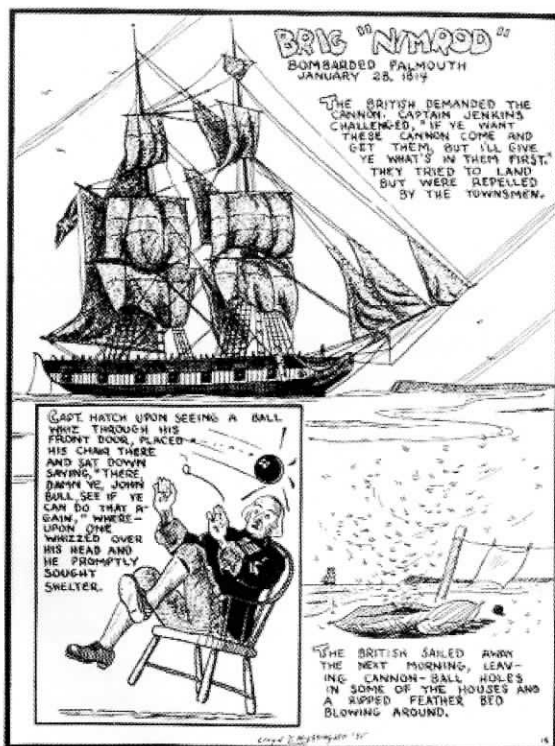 BRIG "NIMROD"
BOMBARDED FALMOUTH
JANUARY 28, 1814
THE BRITISH DEMANDED THE
CANNON. CAPTAIN JENKINS
CHALLENGED, "IF YE WANT
THESE CANNON COME AND
GET THEM, BUT I'LL GIVE
YE WHAT'S IN THEM FIRST."
THEY TRIED TO LAND
BUT WERE REPELLED
BY THE TOWNSMEN.
CAPT. HATCH UPON SEEING A BALL
WHIZ THROUGH HIS
FRONT DOOR, PLACED
HIS CHAIR THERE
AND SAT DOWN
SAYING, "THERE
DAMN YE, JOHN
BULL, SEE IF YE
CAN DO THAT A-
GAIN," WHERE-
UPON ONE
WHIZZED OVER
HIS HEAD AND
HE PROMPTLY
SOUGHT
SHELTER.
!
THE BRITISH SAILED AWAY
THE NEXT MORNING, LEAV-
ING CANNON-BALL HOLES
IN SOME OF THE HOUSES AND
A RIPPED FEATHER BED
BLOWING AROUND.